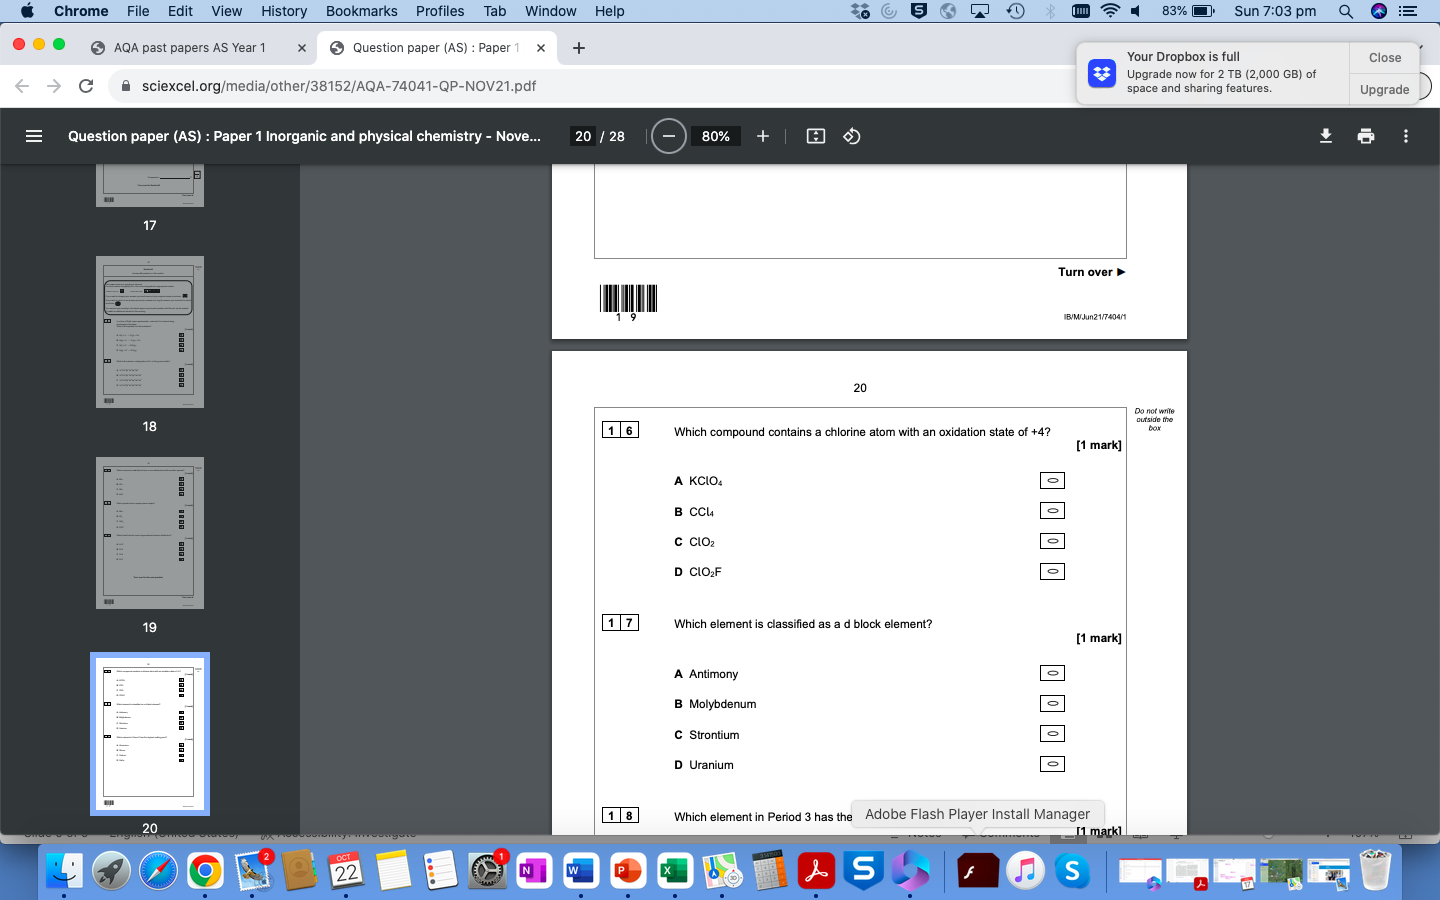 Chrome File Edit View History Bookmarks Profiles Tab Window Help 83% Sun 7:03 pm
AQA past papers AS Year 1
Question paper (AS) : Paper 1
Your Dropbox is full
Upgrade now for 2 TB (2,000 GB) of
space and sharing features.
Close
Upgrade
sciexcel.org/media/other/38152/AQA-74041-QP-NOV21.pdf
Question paper (AS) : Paper 1 Inorganic and physical chemistry - Nove...
20 / 28
80%
17
18
19
20
Turn over
1 9
IB/M/Jun21/7404/1
20
Do not write
outside the
box
1 6 Which compound contains a chlorine atom with an oxidation state of +4?
[1 mark]
A KClO₄
B CCl₄
C ClO₂
D ClO₂F
1 7 Which element is classified as a d block element?
[1 mark]
A Antimony
B Molybdenum
C Strontium
D Uranium
1 8 Which element in Period 3 has the
[1 mark]
Adobe Flash Player Install Manager
2
OCT
22
1